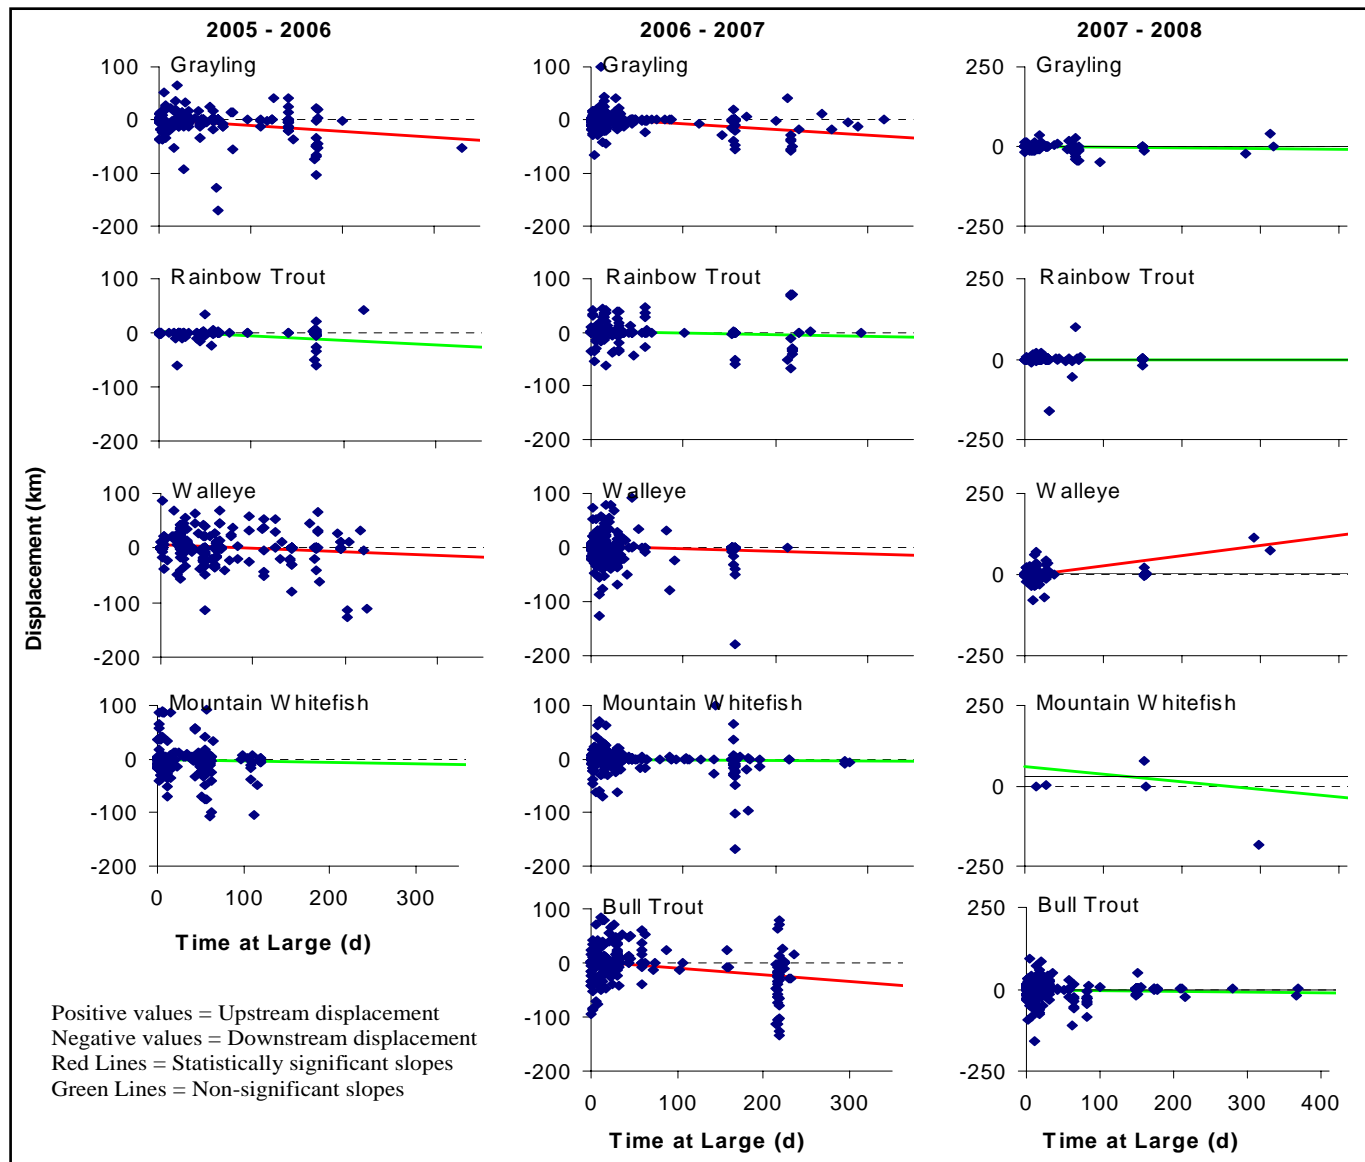 2005 - 2006
2006 - 2007
2007 - 2008
Displacement (km)
Grayling
100
0
-100
-200
Grayling
100
0
-100
-200
Grayling
250
0
-250
Rainbow Trout
100
0
-100
-200
Rainbow Trout
100
0
-100
-200
Rainbow Trout
250
0
-250
Walleye
100
0
-100
-200
Walleye
100
0
-100
-200
Walleye
250
0
-250
Mountain Whitefish
100
0
-100
-200
0 100 200 300
Time at Large (d)
Mountain Whitefish
100
0
-100
-200
Mountain Whitefish
250
0
-250
Bull Trout
100
0
-100
-200
0 100 200 300
Time at Large (d)
Bull Trout
250
0
-250
0 100 200 300 400
Time at Large (d)
Positive values = Upstream displacement
Negative values = Downstream displacement
Red Lines = Statistically significant slopes
Green Lines = Non-significant slopes